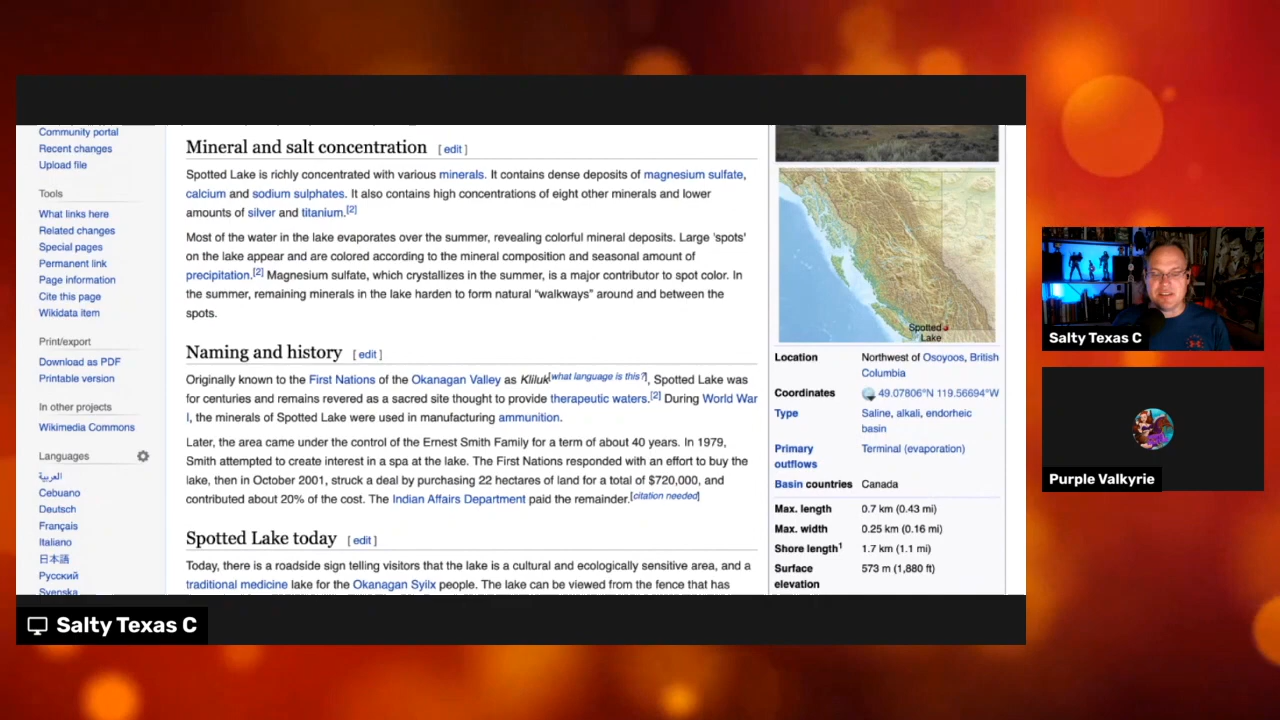 Community portal
Recent changes
Upload file
Tools
What links here
Related changes
Special pages
Permanent link
Page information
Cite this page
Wikidata item
Print/export
Download as PDF
Printable version
In other projects
Wikimedia Commons
Languages
العربية
Cebuano
Deutsch
Français
Italiano
日本語
Русский
Svenska
Mineral and salt concentration [ edit ]
Spotted Lake is richly concentrated with various minerals. It contains dense deposits of magnesium sulfate,
calcium and sodium sulphates. It also contains high concentrations of eight other minerals and lower
amounts of silver and titanium.[2]
Most of the water in the lake evaporates over the summer, revealing colorful mineral deposits. Large 'spots'
on the lake appear and are colored according to the mineral composition and seasonal amount of
precipitation.[2] Magnesium sulfate, which crystallizes in the summer, is a major contributor to spot color. In
the summer, remaining minerals in the lake harden to form natural “walkways” around and between the
spots.
Naming and history [ edit ]
Originally known to the First Nations of the Okanagan Valley as Kliluk[what language is this?], Spotted Lake was
for centuries and remains revered as a sacred site thought to provide therapeutic waters.[2] During World War
I, the minerals of Spotted Lake were used in manufacturing ammunition.
Later, the area came under the control of the Ernest Smith Family for a term of about 40 years. In 1979,
Smith attempted to create interest in a spa at the lake. The First Nations responded with an effort to buy the
lake, then in October 2001, struck a deal by purchasing 22 hectares of land for a total of $720,000, and
contributed about 20% of the cost. The Indian Affairs Department paid the remainder.[citation needed]
Spotted Lake today [ edit ]
Today, there is a roadside sign telling visitors that the lake is a cultural and ecologically sensitive area, and a
traditional medicine lake for the Okanagan Syilx people. The lake can be viewed from the fence that has
Spotted
Lake
Location Northwest of Osoyoos, British
Columbia
Coordinates 49.07806°N 119.56694°W
Type Saline, alkali, endorheic
basin
Primary Terminal (evaporation)
outflows
Basin countries Canada
Max. length 0.7 km (0.43 mi)
Max. width 0.25 km (0.16 mi)
Shore length1 1.7 km (1.1 mi)
Surface 573 m (1,880 ft)
elevation
Salty Texas C
Purple Valkyrie
Salty Texas C